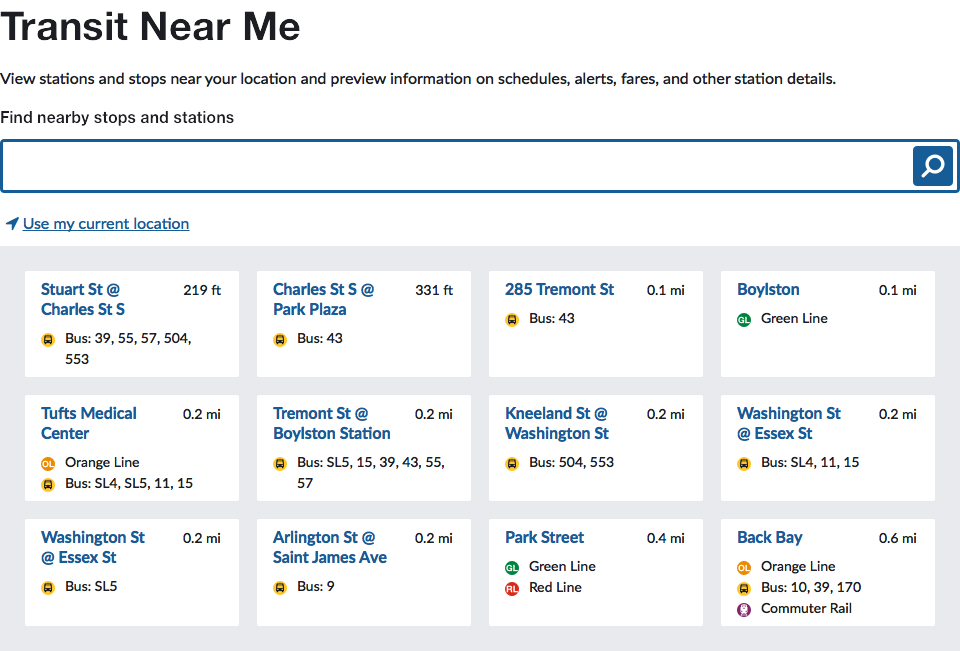 Transit Near Me
View stations and stops near your location and preview information on schedules, alerts, fares, and other station details.
Find nearby stops and stations
Use my current location
Stuart St @ 219 ft
Charles St S
Bus: 39, 55, 57, 504,
553
Charles St S @ 331 ft
Park Plaza
Bus: 43
285 Tremont St 0.1 mi
Bus: 43
Boylston 0.1 mi
GL Green Line
Tufts Medical 0.2 mi
Center
OL Orange Line
Bus: SL4, SL5, 11, 15
Tremont St @ 0.2 mi
Boylston Station
Bus: SL5, 15, 39, 43, 55,
57
Kneeland St @ 0.2 mi
Washington St
Bus: 504, 553
Washington St 0.2 mi
@ Essex St
Bus: SL4, 11, 15
Washington St 0.2 mi
@ Essex St
Bus: SL5
Arlington St @ 0.2 mi
Saint James Ave
Bus: 9
Park Street 0.4 mi
GL Green Line
RL Red Line
Back Bay 0.6 mi
OL Orange Line
Bus: 10, 39, 170
Commuter Rail